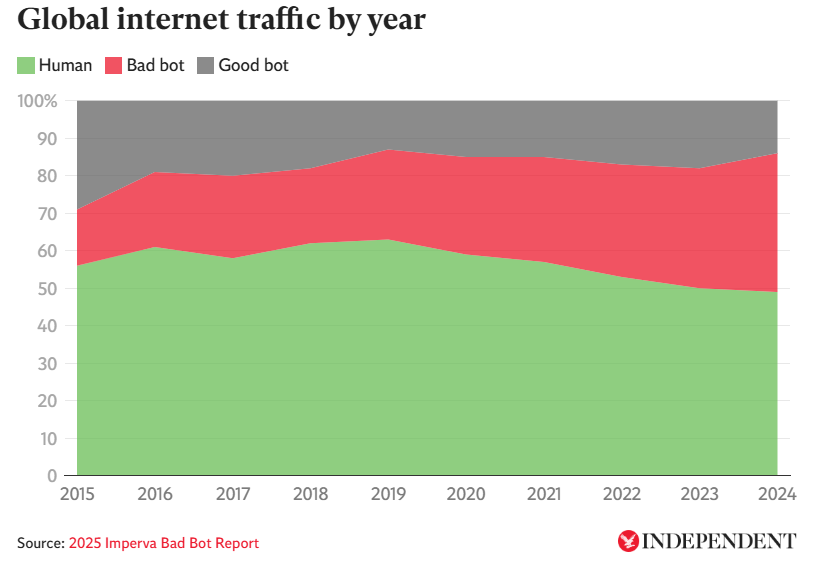 Global internet traffic by year
Human Bad bot Good bot
100%
90
80
70
60
50
40
30
20
10
0
2015 2016 2017 2018 2019 2020 2021 2022 2023 2024
Source: 2025 Imperva Bad Bot Report
INDEPENDENT